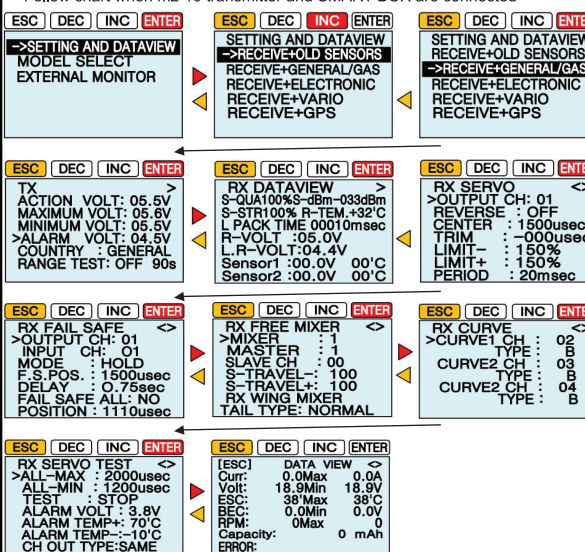 Follow chart when mz-10 transmitter and SMART BOX are connected
ESC DEC INC ENTER
->SETTING AND DATAVIEW
MODEL SELECT
EXTERNAL MONITOR
ESC DEC INC ENTER
SETTING AND DATAVIEW
->RECEIVE+OLD SENSORS
RECEIVE+GENERAL/GAS
RECEIVE+ELECTRONIC
RECEIVE+VARIO
RECEIVE+GPS
ESC DEC INC ENTE
SETTING AND DATAVIEW
RECEIVE+OLD SENSORS
->RECEIVE+GENERAL/GAS
RECEIVE+ELECTRONIC
RECEIVE+VARIO
RECEIVE+GPS
ESC DEC INC ENTER
TX >
ACTION VOLT: 05.5V
MAXIMUM VOLT: 05.6V
MINIMUM VOLT: 05.5V
>ALARM VOLT: 04.5V
COUNTRY : GENERAL
RANGE TEST: OFF 90s
ESC DEC INC ENTER
RX DATAVIEW >
S-QUA100%S-dBm-033dBm
S-STR100% R-TEM.+32'C
L PACK TIME 00010msec
R-VOLT :05.0V
L.R-VOLT:04.4V
Sensor1 :00.0V 00'C
Sensor2 :00.0V 00'C
ESC DEC INC ENTE
RX SERVO <>
>OUTPUT CH: 01
REVERSE : OFF
CENTER : 1500usec
TRIM : -000usec
LIMIT- : 150%
LIMIT+ : 150%
PERIOD : 20msec
ESC DEC INC ENTER
RX FAIL SAFE <>
>OUTPUT CH: 01
INPUT CH: 01
MODE : HOLD
F.S.POS. : 1500usec
DELAY : 0.75sec
FAIL SAFE ALL: NO
POSITION : 1110usec
ESC DEC INC ENTER
RX FREE MIXER <>
>MIXER : 1
MASTER : 1
SLAVE CH : 00
S-TRAVEL-: 100
S-TRAVEL+: 100
RX WING MIXER
TAIL TYPE: NORMAL
ESC DEC INC ENTE
RX CURVE <>
>CURVE1 CH : 02
TYPE : B
CURVE2 CH : 03
TYPE : B
CURVE2 CH : 04
TYPE : B
ESC DEC INC ENTER
RX SERVO TEST <>
>ALL-MAX : 2000usec
ALL-MIN : 1200usec
TEST : STOP
ALARM VOLT : 3.8V
ALARM TEMP+: 70'C
ALARM TEMP-:-10'C
CH OUT TYPE:SAME
ESC DEC INC ENTER
[ESC] DATA VIEW <>
Curr: 0.0Max 0.0A
Volt: 18.9Min 18.9V
ESC: 38'Max 38'C
BEC: 0.0Min 0.0V
RPM: 0Max 0
Capacity: 0 mAh
ERROR: